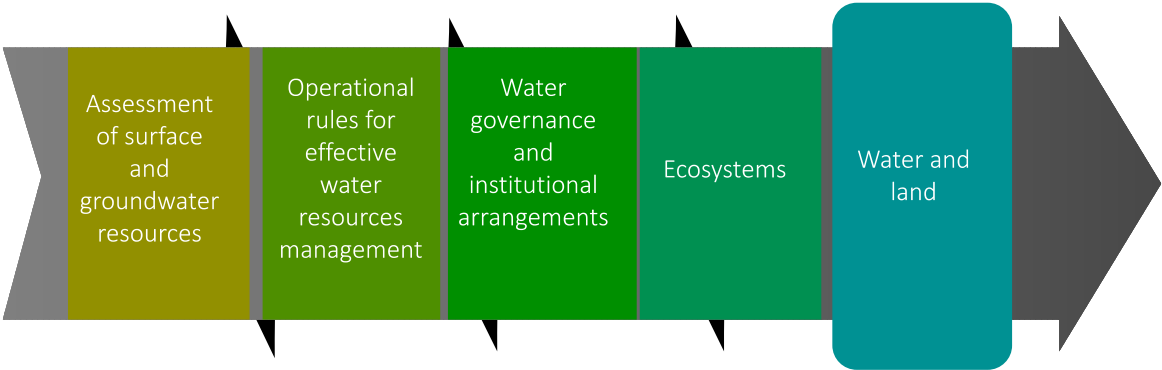 Assessment
of surface
and
groundwater
resources
Operational
rules for
effective
water
resources
management
Water
governance
and
institutional
arrangements
Ecosystems
Water and
land